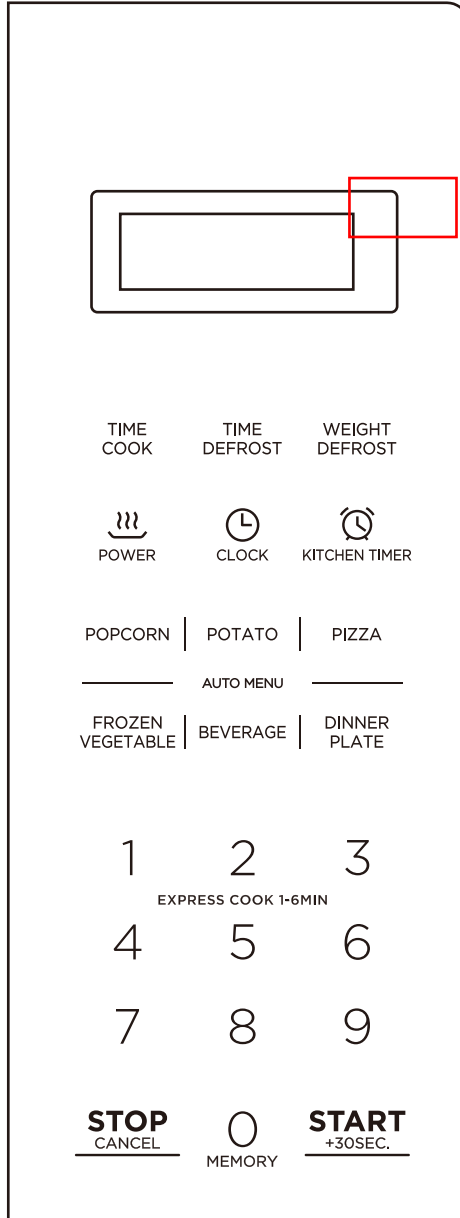 TIME COOK
TIME DEFROST
WEIGHT DEFROST
POWER
CLOCK
KITCHEN TIMER
POPCORN
POTATO
PIZZA
AUTO MENU
FROZEN VEGETABLE
BEVERAGE
DINNER PLATE
1 2 3
EXPRESS COOK 1-6MIN
4 5 6
7 8 9
STOP
CANCEL
0
MEMORY
START
+30SEC.